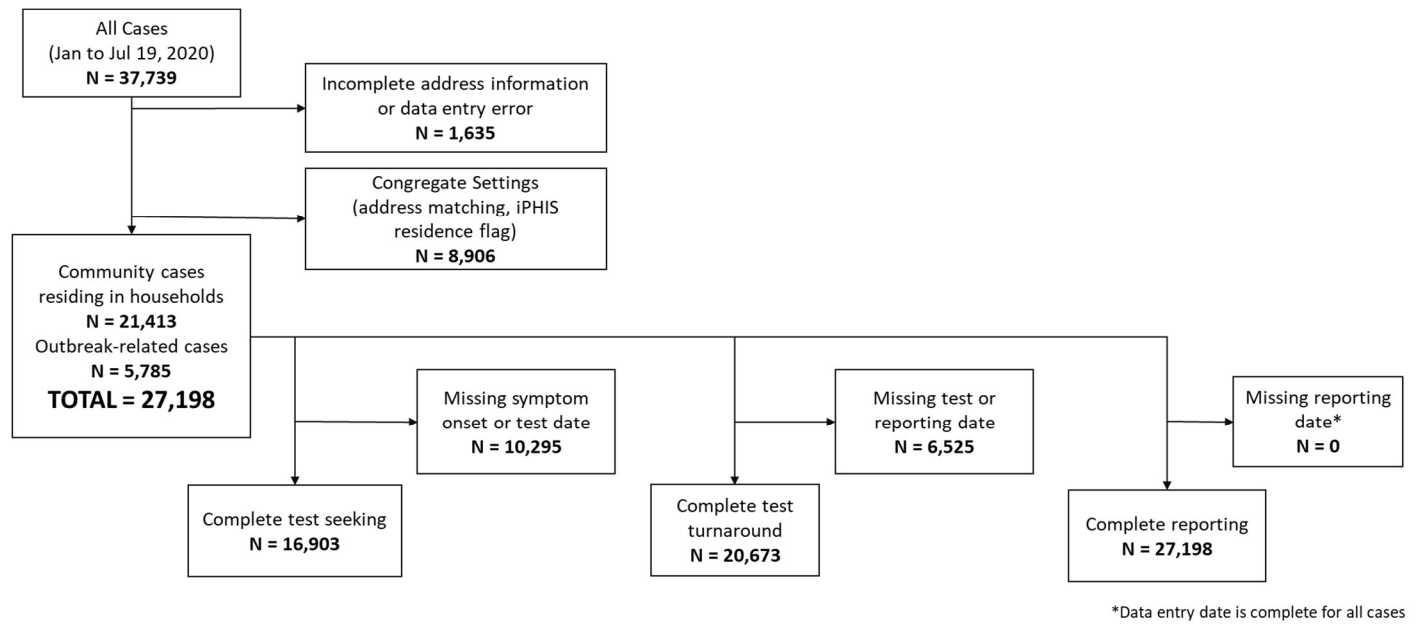 All Cases
(Jan to Jul 19, 2020)
N = 37,739
Incomplete address information
or data entry error
N = 1,635
Congregate Settings
(address matching, iPHIS
residence flag)
N = 8,906
Community cases
residing in households
N = 21,413
Outbreak-related cases
N = 5,785
TOTAL = 27,198
Missing symptom
onset or test date
N = 10,295
Missing test or
reporting date
N = 6,525
Missing reporting
date*
N = 0
Complete test seeking
N = 16,903
Complete test
turnaround
N = 20,673
Complete reporting
N = 27,198
*Data entry date is complete for all cases